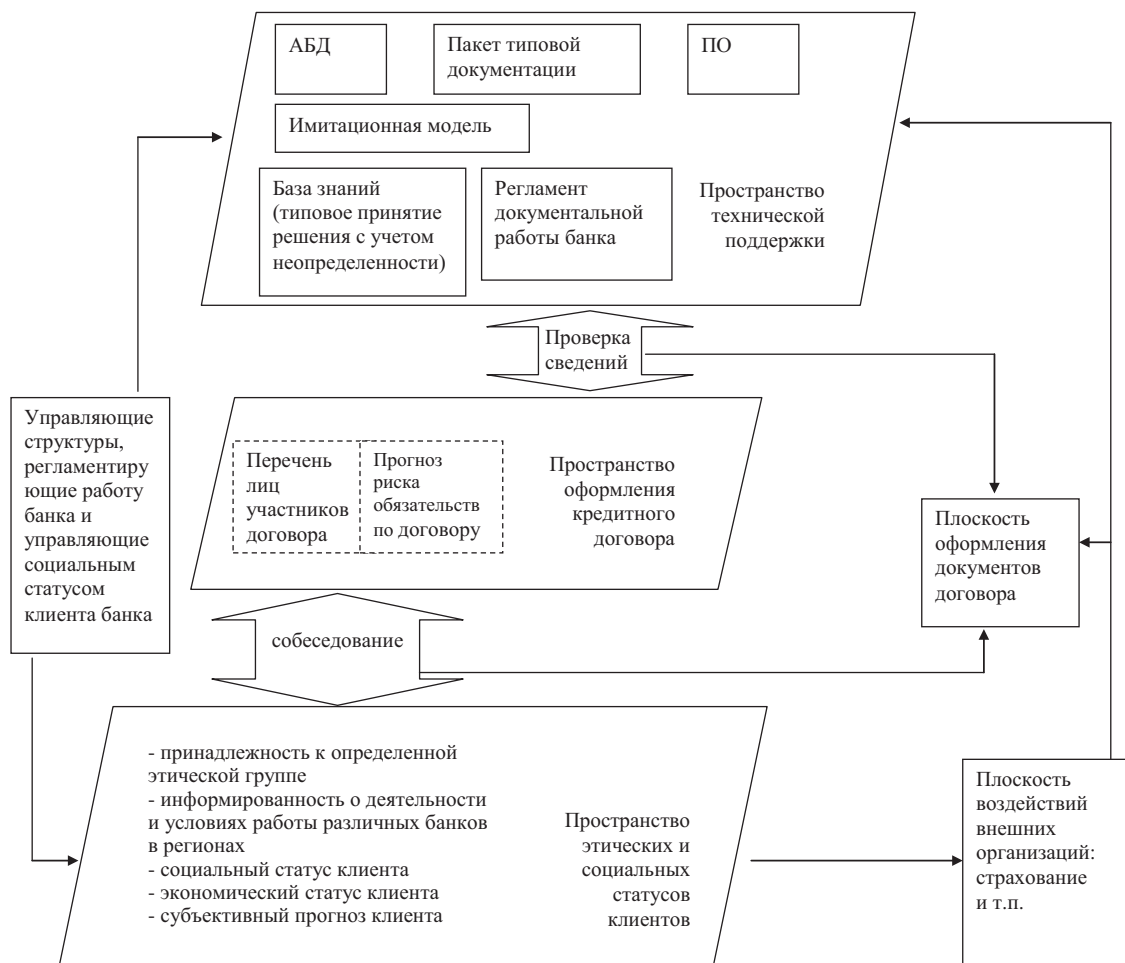 АБД
Пакет типовой
документации
ПО
Имитационная модель
База знаний
(типовое принятие
решения с учетом
неопределенности)
Регламент
документальной
работы банка
Пространство
технической
поддержки
Проверка
сведений
Управляющие
структуры,
регламентиру
ющие работу
банка и
управляющие
социальным
статусом
клиента банка
Перечень
лиц
участников
договора
Прогноз
риска
обязательств
по договору
Пространство
оформления
кредитного
договора
Плоскость
оформления
документов
договора
собеседование
- принадлежность к определенной
этической группе
- информированность о деятельности
и условиях работы различных банков
в регионах
- социальный статус клиента
- экономический статус клиента
- субъективный прогноз клиента
Пространство
этических и
социальных
статусов
клиентов
Плоскость
воздействий
внешних
организаций:
страхование
и т.п.